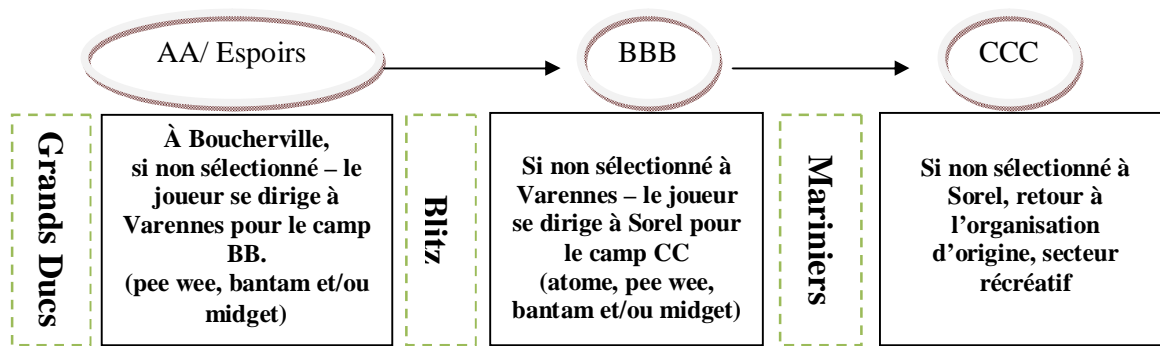 AA/ Espoirs
BBB
CCC
Grands Ducs
À Boucherville,
si non sélectionné – le
joueur se dirige à
Varennes pour le camp
BB.
(pee wee, bantam et/ou
midget)
Blitz
Si non sélectionné à
Varennes – le joueur
se dirige à Sorel pour
le camp CC
(atome, pee wee,
bantam et/ou midget)
Mariniers
Si non sélectionné à
Sorel, retour à
l’organisation
d’origine, secteur
récréatif